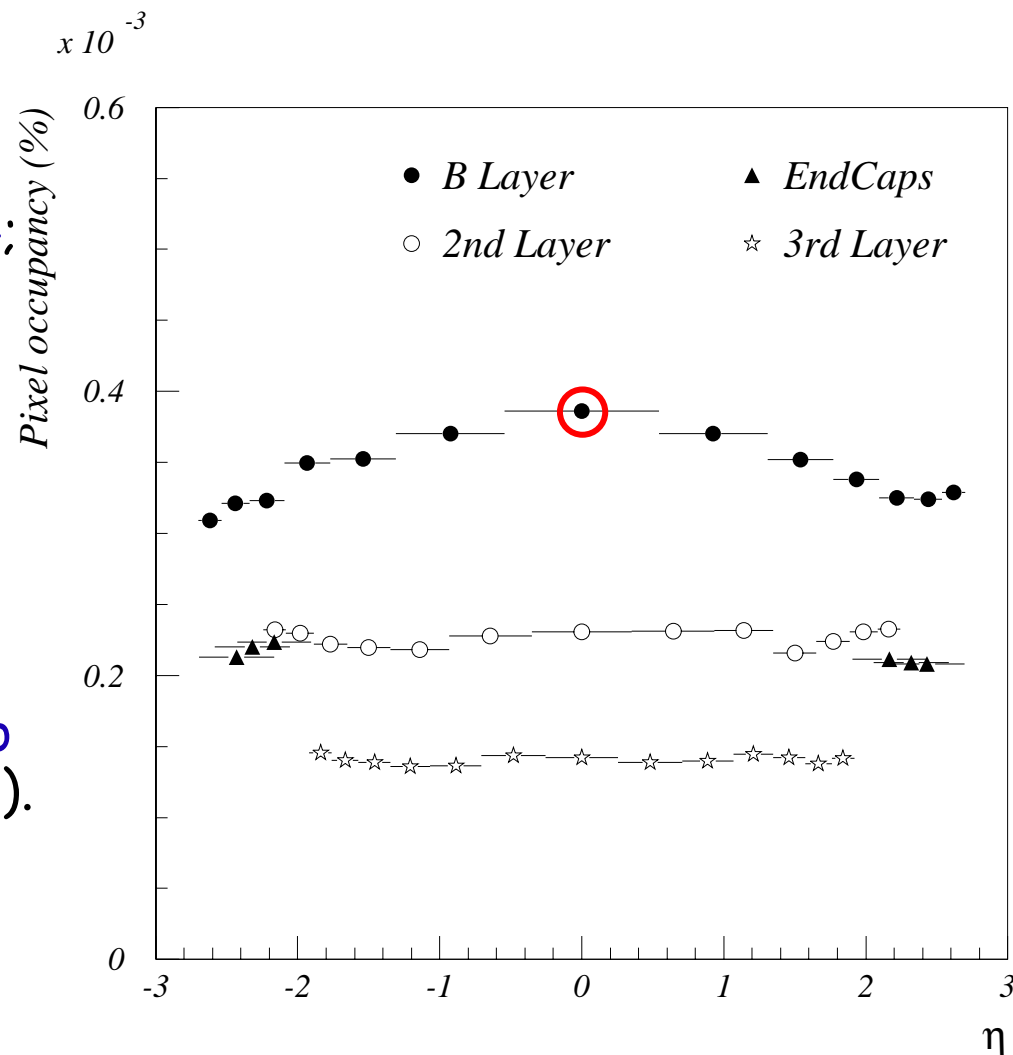 x 10 -3
Pixel occupancy (%)
0.6
0.4
0.2
0
B Layer
EndCaps
2nd Layer
3rd Layer
).
-3 -2 -1 0 1 2 3
η